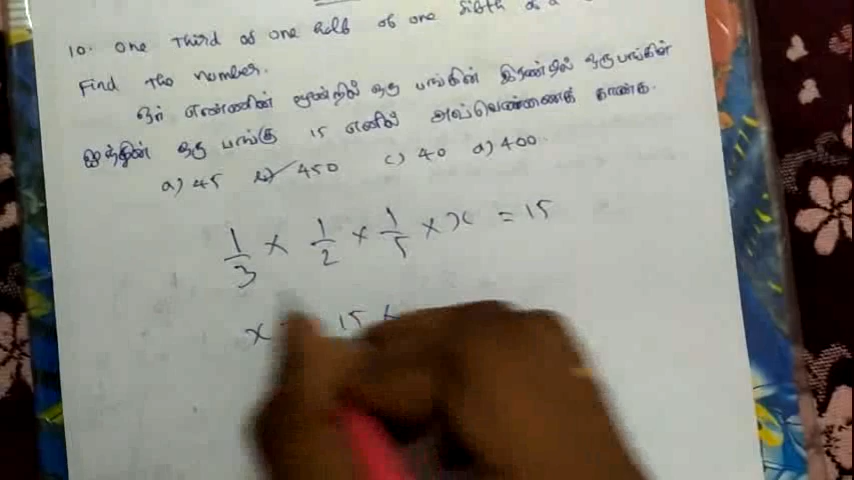 10. One Third of one half of one fifth of a
Find the number.
ஓர் எண்ணின் மூன்றில் ஒரு பங்கின் இரண்டில் ஒரு பங்கின்
ஐந்தின் ஒரு பங்கு 15 எனில் அவ்வெண்ணைக் காண்க.
a) 45 b) 450 c) 40 d) 400
1/3 × 1/2 × 1/5 × x = 15
x = 15 ×